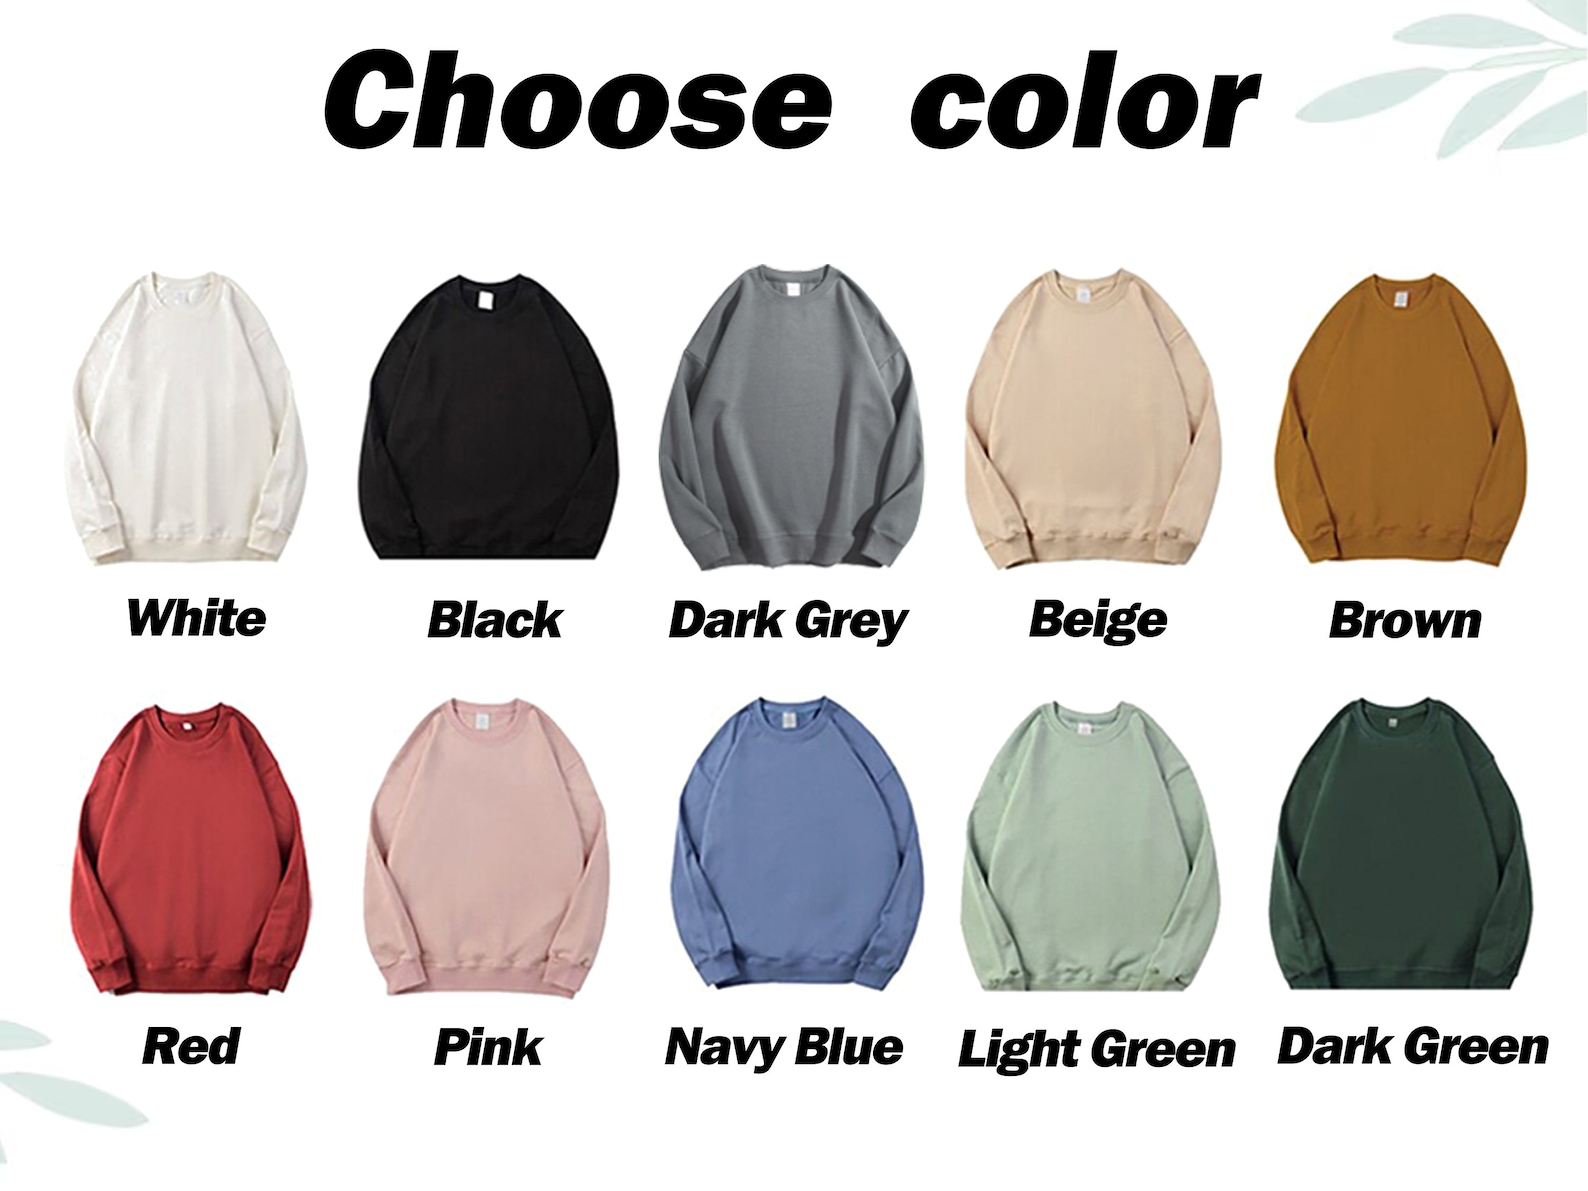 Choose color
White
Black
Dark Grey
Beige
Brown
Red
Pink
Navy Blue
Light Green
Dark Green